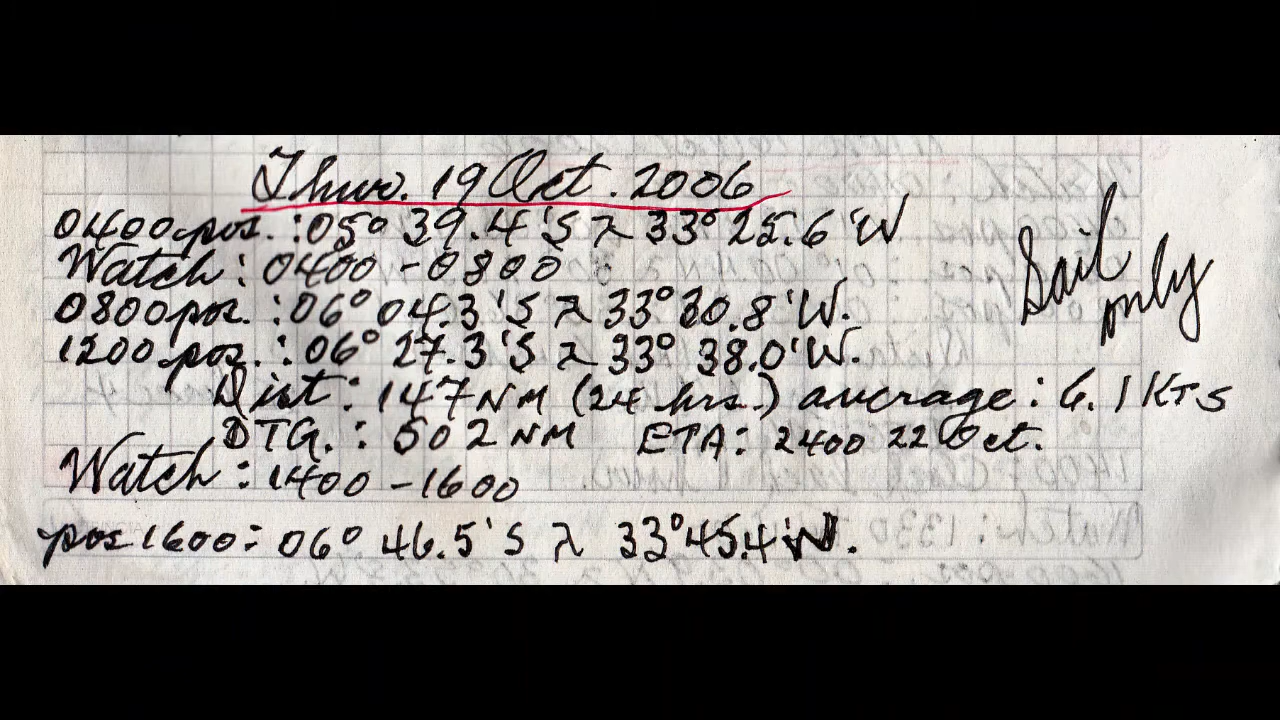 Thur. 19 Oct. 2006
0400 pos. : 05° 39.4'S λ 33° 25.6'W
Watch : 0400 - 0800
0800 pos. : 06° 04.3'S λ 33° 30.8'W.
1200 pos. : 06° 27.3'S λ 33° 38.0'W.
Dist : 147 NM (24 hrs.) average : 6.1 KTS
DTG. : 502 NM ETA : 2400 22 Oct.
Watch : 1400 - 1600
pos 1600 : 06° 46.5'S λ 33° 45.4'W.
Sail
only